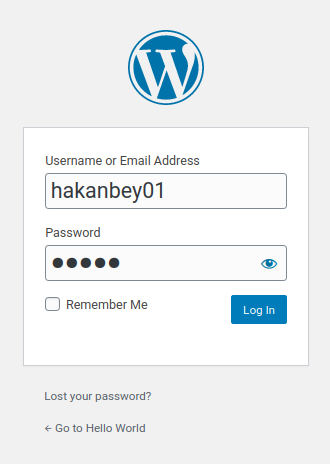 Username or Email Address
hakanbey01
Password
●●●●●
Remember Me
Log In
Lost your password?
← Go to Hello World